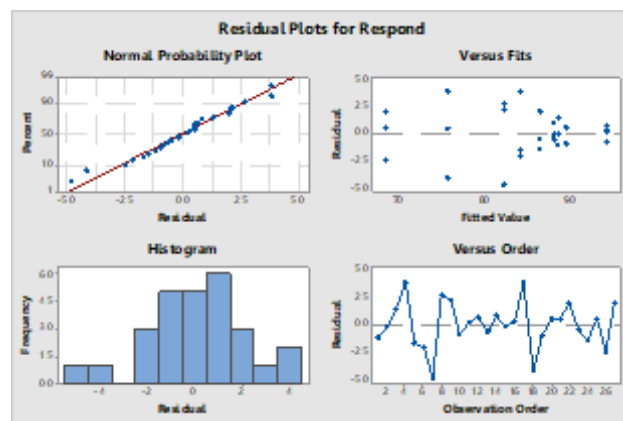 Residual Plots for Respond
Normal Probability Plot
99
90
50
10
1
Percent
-5.0
-2.5
0.0
2.5
5.0
Residual
Versus Fits
5.0
2.5
0.0
-2.5
-5.0
Residual
70
80
90
Fitted Value
Histogram
6.0
4.5
3.0
1.5
0.0
Frequency
-4
-2
0
2
4
Residual
Versus Order
5.0
2.5
0.0
-2.5
-5.0
Residual
2 4 6 8 10 12 14 16 18 20 22 24 26
Observation Order